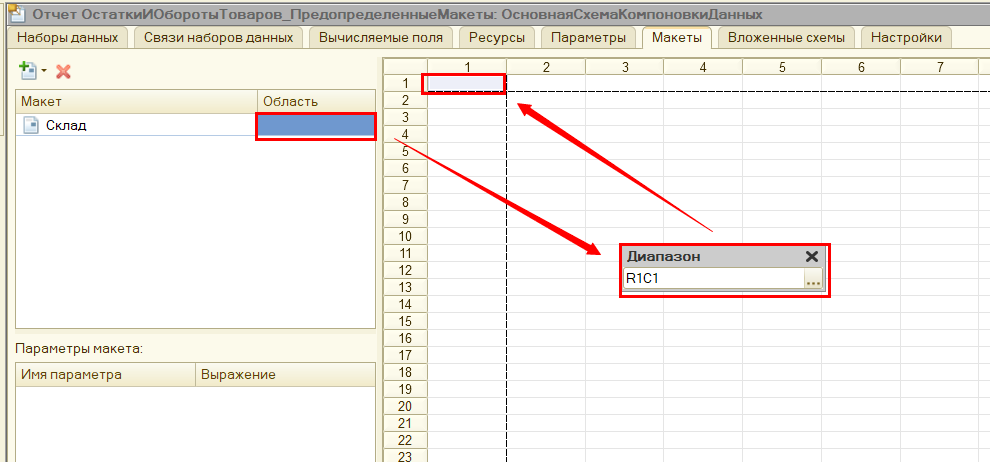 Отчет ОстаткиИОборотыТоваров_ПредопределенныеМакеты: ОсновнаяСхемаКомпоновкиДанных
Наборы данных Связи наборов данных Вычисляемые поля Ресурсы Параметры Макеты Вложенные схемы Настройки
Макет Область
Склад
Параметры макета:
Имя параметра Выражение
1 2 3 4 5 6 7
1
2
3
4
5
6
7
8
9
10
11
12
13
14
15
16
17
18
19
20
21
22
23
Диапазон
R1C1 ...